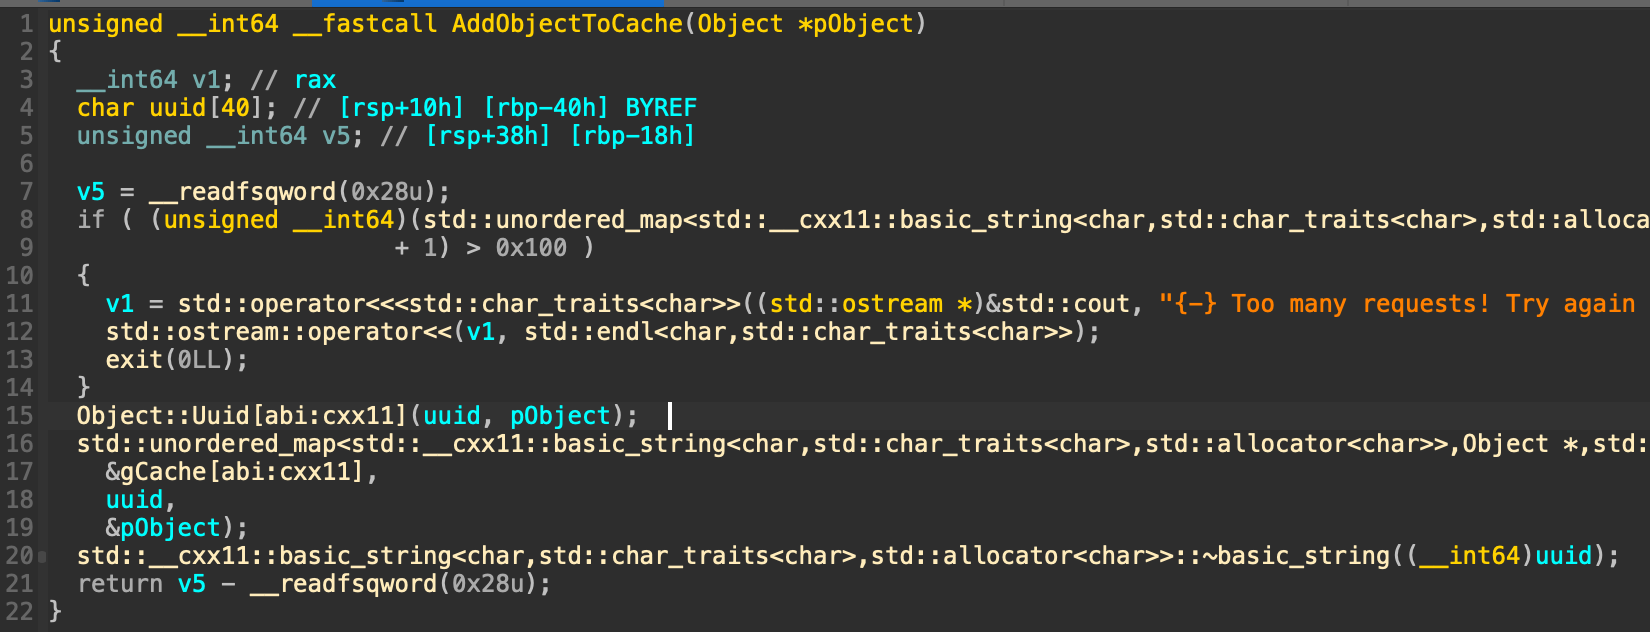 1 unsigned __int64 __fastcall AddObjectToCache(Object *pObject)
2 {
3   __int64 v1; // rax
4   char uuid[40]; // [rsp+10h] [rbp-40h] BYREF
5   unsigned __int64 v5; // [rsp+38h] [rbp-18h]
6
7   v5 = __readfsqword(0x28u);
8   if ( (unsigned __int64)(std::unordered_map<std::__cxx11::basic_string<char,std::char_traits<char>,std::alloca
9                         + 1) > 0x100 )
10   {
11     v1 = std::operator<<<std::char_traits<char>>((std::ostream *)&std::cout, "{-} Too many requests! Try again
12     std::ostream::operator<<(v1, std::endl<char,std::char_traits<char>>);
13     exit(0LL);
14   }
15   Object::Uuid[abi:cxx11](uuid, pObject);
16   std::unordered_map<std::__cxx11::basic_string<char,std::char_traits<char>,std::allocator<char>>,Object *,std:
17     &gCache[abi:cxx11],
18     uuid,
19     &pObject);
20   std::__cxx11::basic_string<char,std::char_traits<char>,std::allocator<char>>::~basic_string((__int64)uuid);
21   return v5 - __readfsqword(0x28u);
22 }